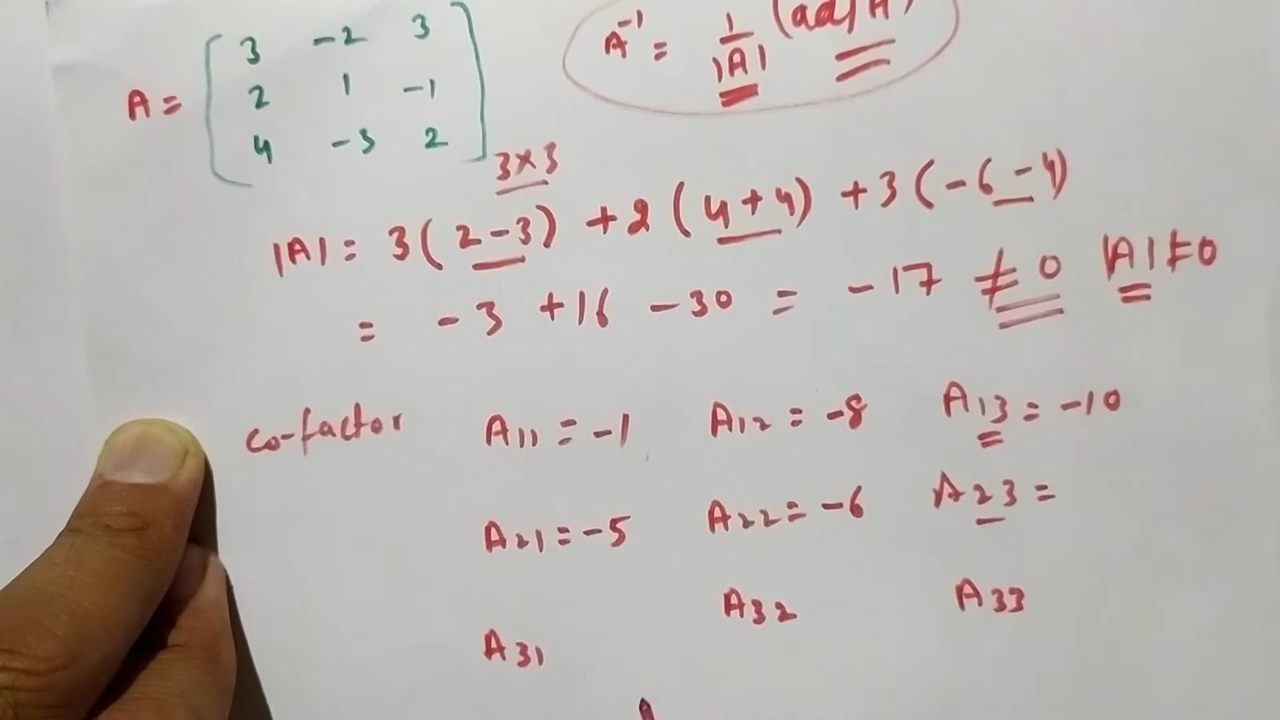 A = [ 3 -2 3
2 1 -1
4 -3 2 ] 3×3
A⁻¹ = 1/|A| (adj A)
|A| = 3(2-3) +2(4+4) +3(-6-4)
= -3 +16 -30 = -17 ≠ 0 |A|≠0
Co-factor A11 = -1 A12 = -8 A13 = -10
A21 = -5 A22 = -6 A23 =
A31 A32 A33